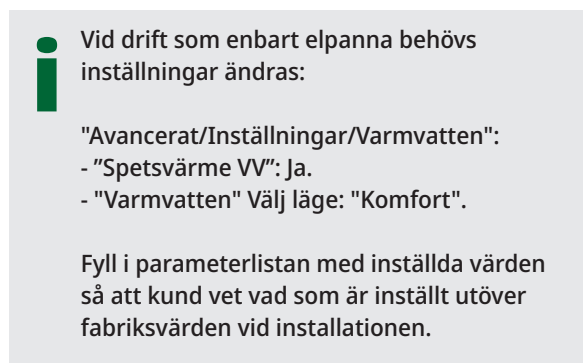 Vid drift som enbart elpanna behövs
inställningar ändras:
"Avancerat/Inställningar/Varmvatten":
- ”Spetsvärme VV”: Ja.
- "Varmvatten" Välj läge: "Komfort".
Fyll i parameterlistan med inställda värden
så att kund vet vad som är inställt utöver
fabriksvärden vid installationen.